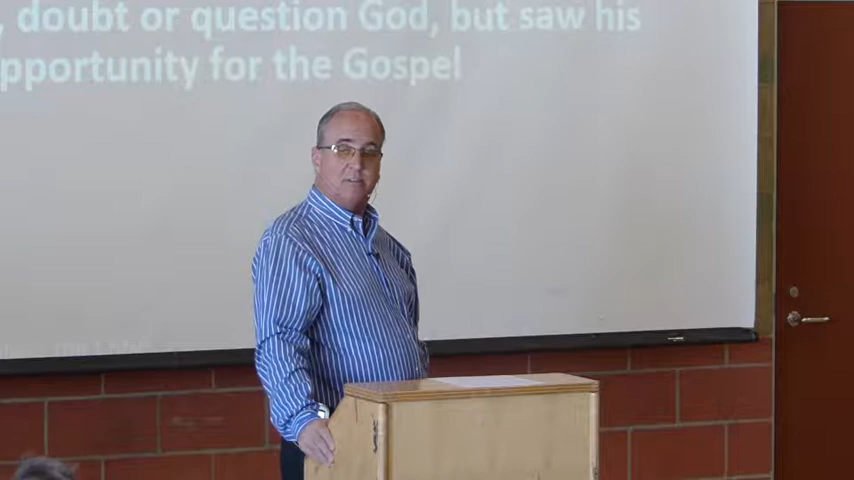 , doubt or question God, but saw his
pportunity for the Gospel